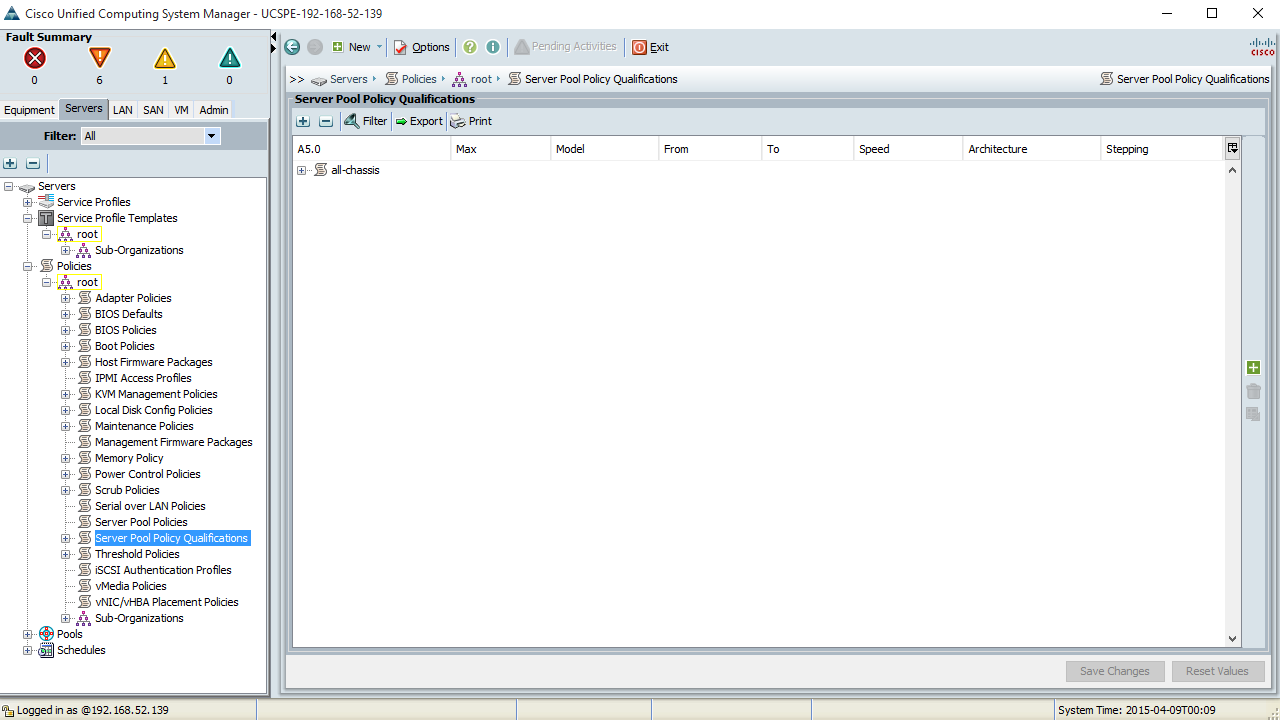 Cisco Unified Computing System Manager - UCSPE-192-168-52-139
Fault Summary
0 6 1 0
Equipment Servers LAN SAN VM Admin
Filter: All
Servers
Service Profiles
Service Profile Templates
root
Sub-Organizations
Policies
root
Adapter Policies
BIOS Defaults
BIOS Policies
Boot Policies
Host Firmware Packages
IPMI Access Profiles
KVM Management Policies
Local Disk Config Policies
Maintenance Policies
Management Firmware Packages
Memory Policy
Power Control Policies
Scrub Policies
Serial over LAN Policies
Server Pool Policies
Server Pool Policy Qualifications
Threshold Policies
iSCSI Authentication Profiles
vMedia Policies
vNIC/vHBA Placement Policies
Sub-Organizations
Pools
Schedules
New Options Pending Activities Exit
CISCO
>> Servers Policies root Server Pool Policy Qualifications Server Pool Policy Qualifications
Server Pool Policy Qualifications
Filter Export Print
A5.0 Max Model From To Speed Architecture Stepping
all-chassis
Save Changes Reset Values
Logged in as @192.168.52.139 System Time: 2015-04-09T00:09